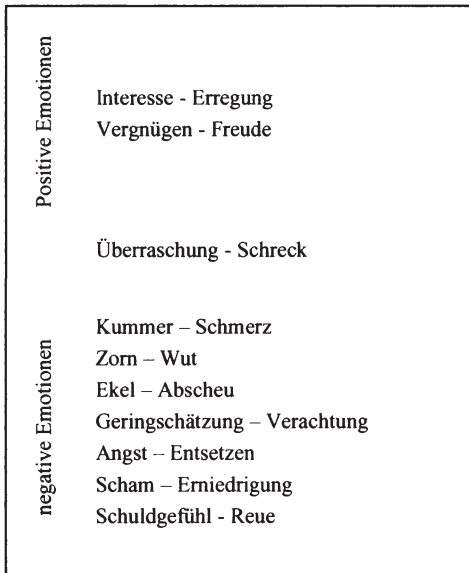 Positive Emotionen
Interesse - Erregung
Vergnügen - Freude
Überraschung - Schreck
negative Emotionen
Kummer – Schmerz
Zorn – Wut
Ekel – Abscheu
Geringschätzung – Verachtung
Angst – Entsetzen
Scham – Erniedrigung
Schuldgefühl - Reue